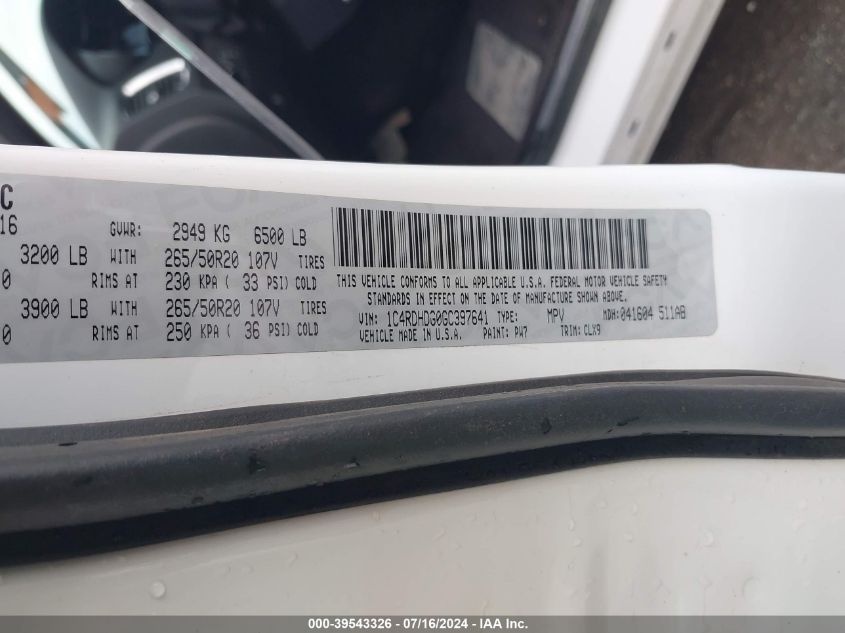 C
16
GVWR: 2949 KG 6500 LB
3200 LB WITH 265/50R20 107V TIRES
0 RIMS AT 230 KPA ( 33 PSI) COLD
3900 LB WITH 265/50R20 107V TIRES
0 RIMS AT 250 KPA ( 36 PSI) COLD
THIS VEHICLE CONFORMS TO ALL APPLICABLE U.S.A. FEDERAL MOTOR VEHICLE SAFETY
STANDARDS IN EFFECT ON THE DATE OF MANUFACTURE SHOWN ABOVE.
VIN: 1C4RDHDG0GC397641 TYPE: MPV MDH: 041604 511AB
VEHICLE MADE IN U.S.A. PAINT: PW7 TRIM: CLX9
000-39543326 - 07/16/2024 - www.iaai.com